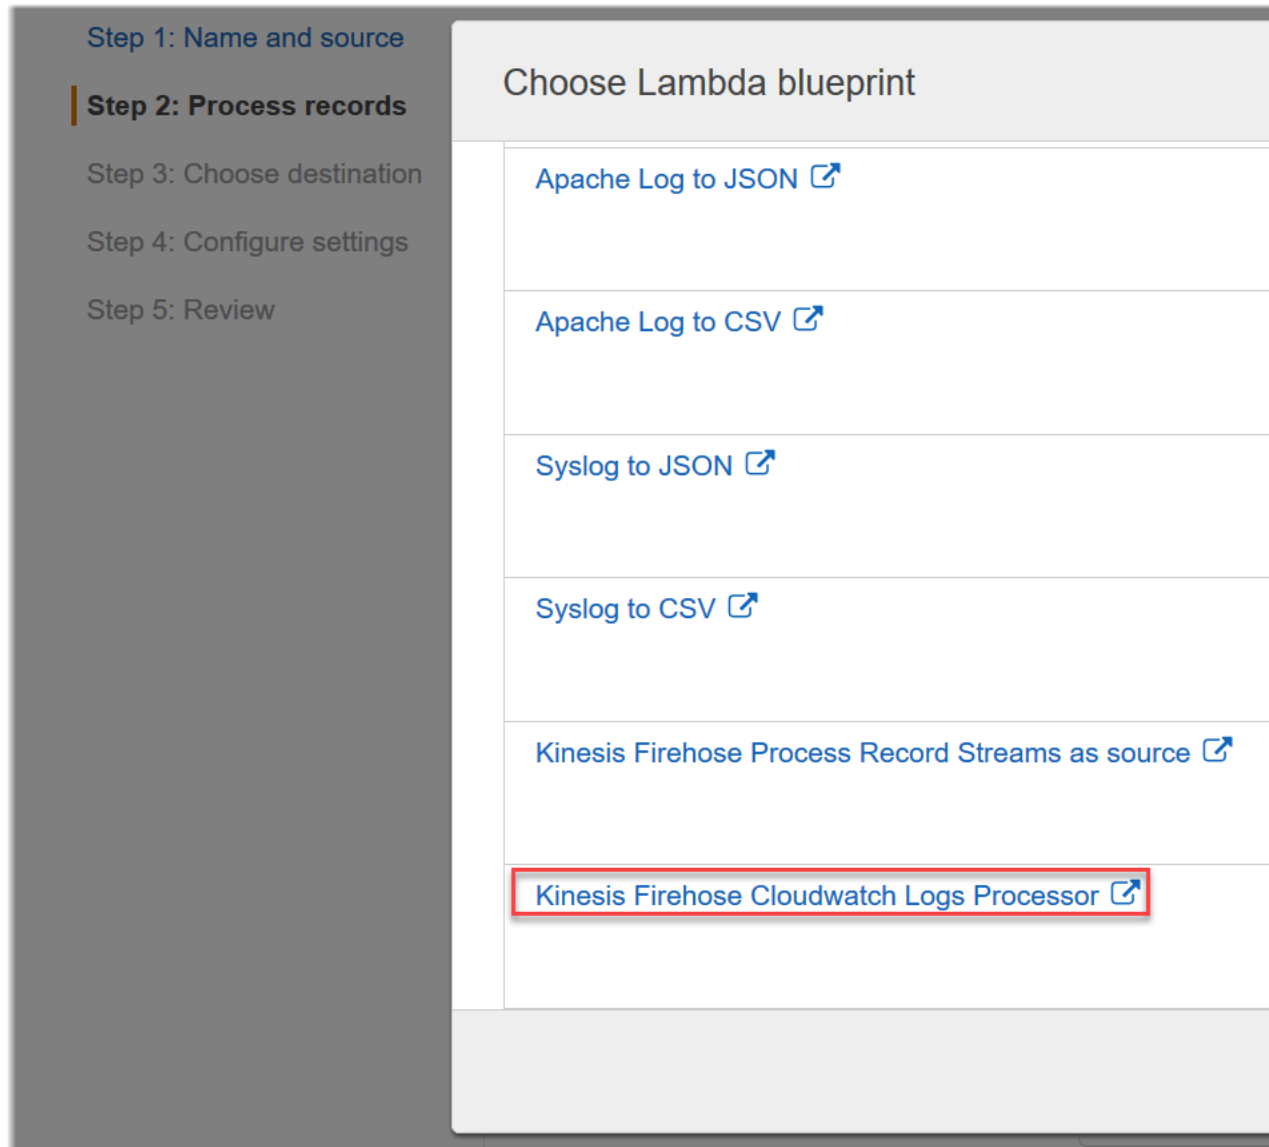 Step 1: Name and source
Step 2: Process records
Step 3: Choose destination
Step 4: Configure settings
Step 5: Review
Choose Lambda blueprint
Apache Log to JSON
Apache Log to CSV
Syslog to JSON
Syslog to CSV
Kinesis Firehose Process Record Streams as source
Kinesis Firehose Cloudwatch Logs Processor